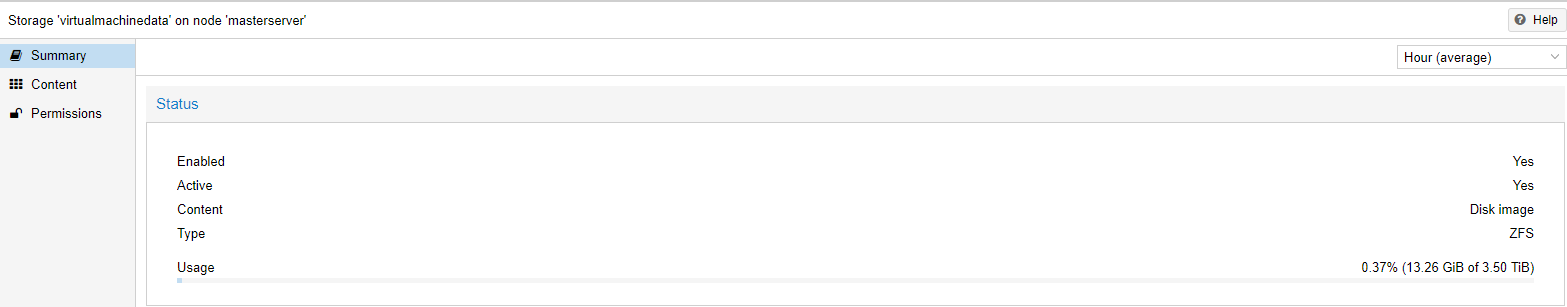 Storage 'virtualmachinedata' on node 'masterserver'
Help
Summary
Hour (average)
Content
Permissions
Status
Enabled Yes
Active Yes
Content Disk image
Type ZFS
Usage 0.37% (13.26 GiB of 3.50 TiB)